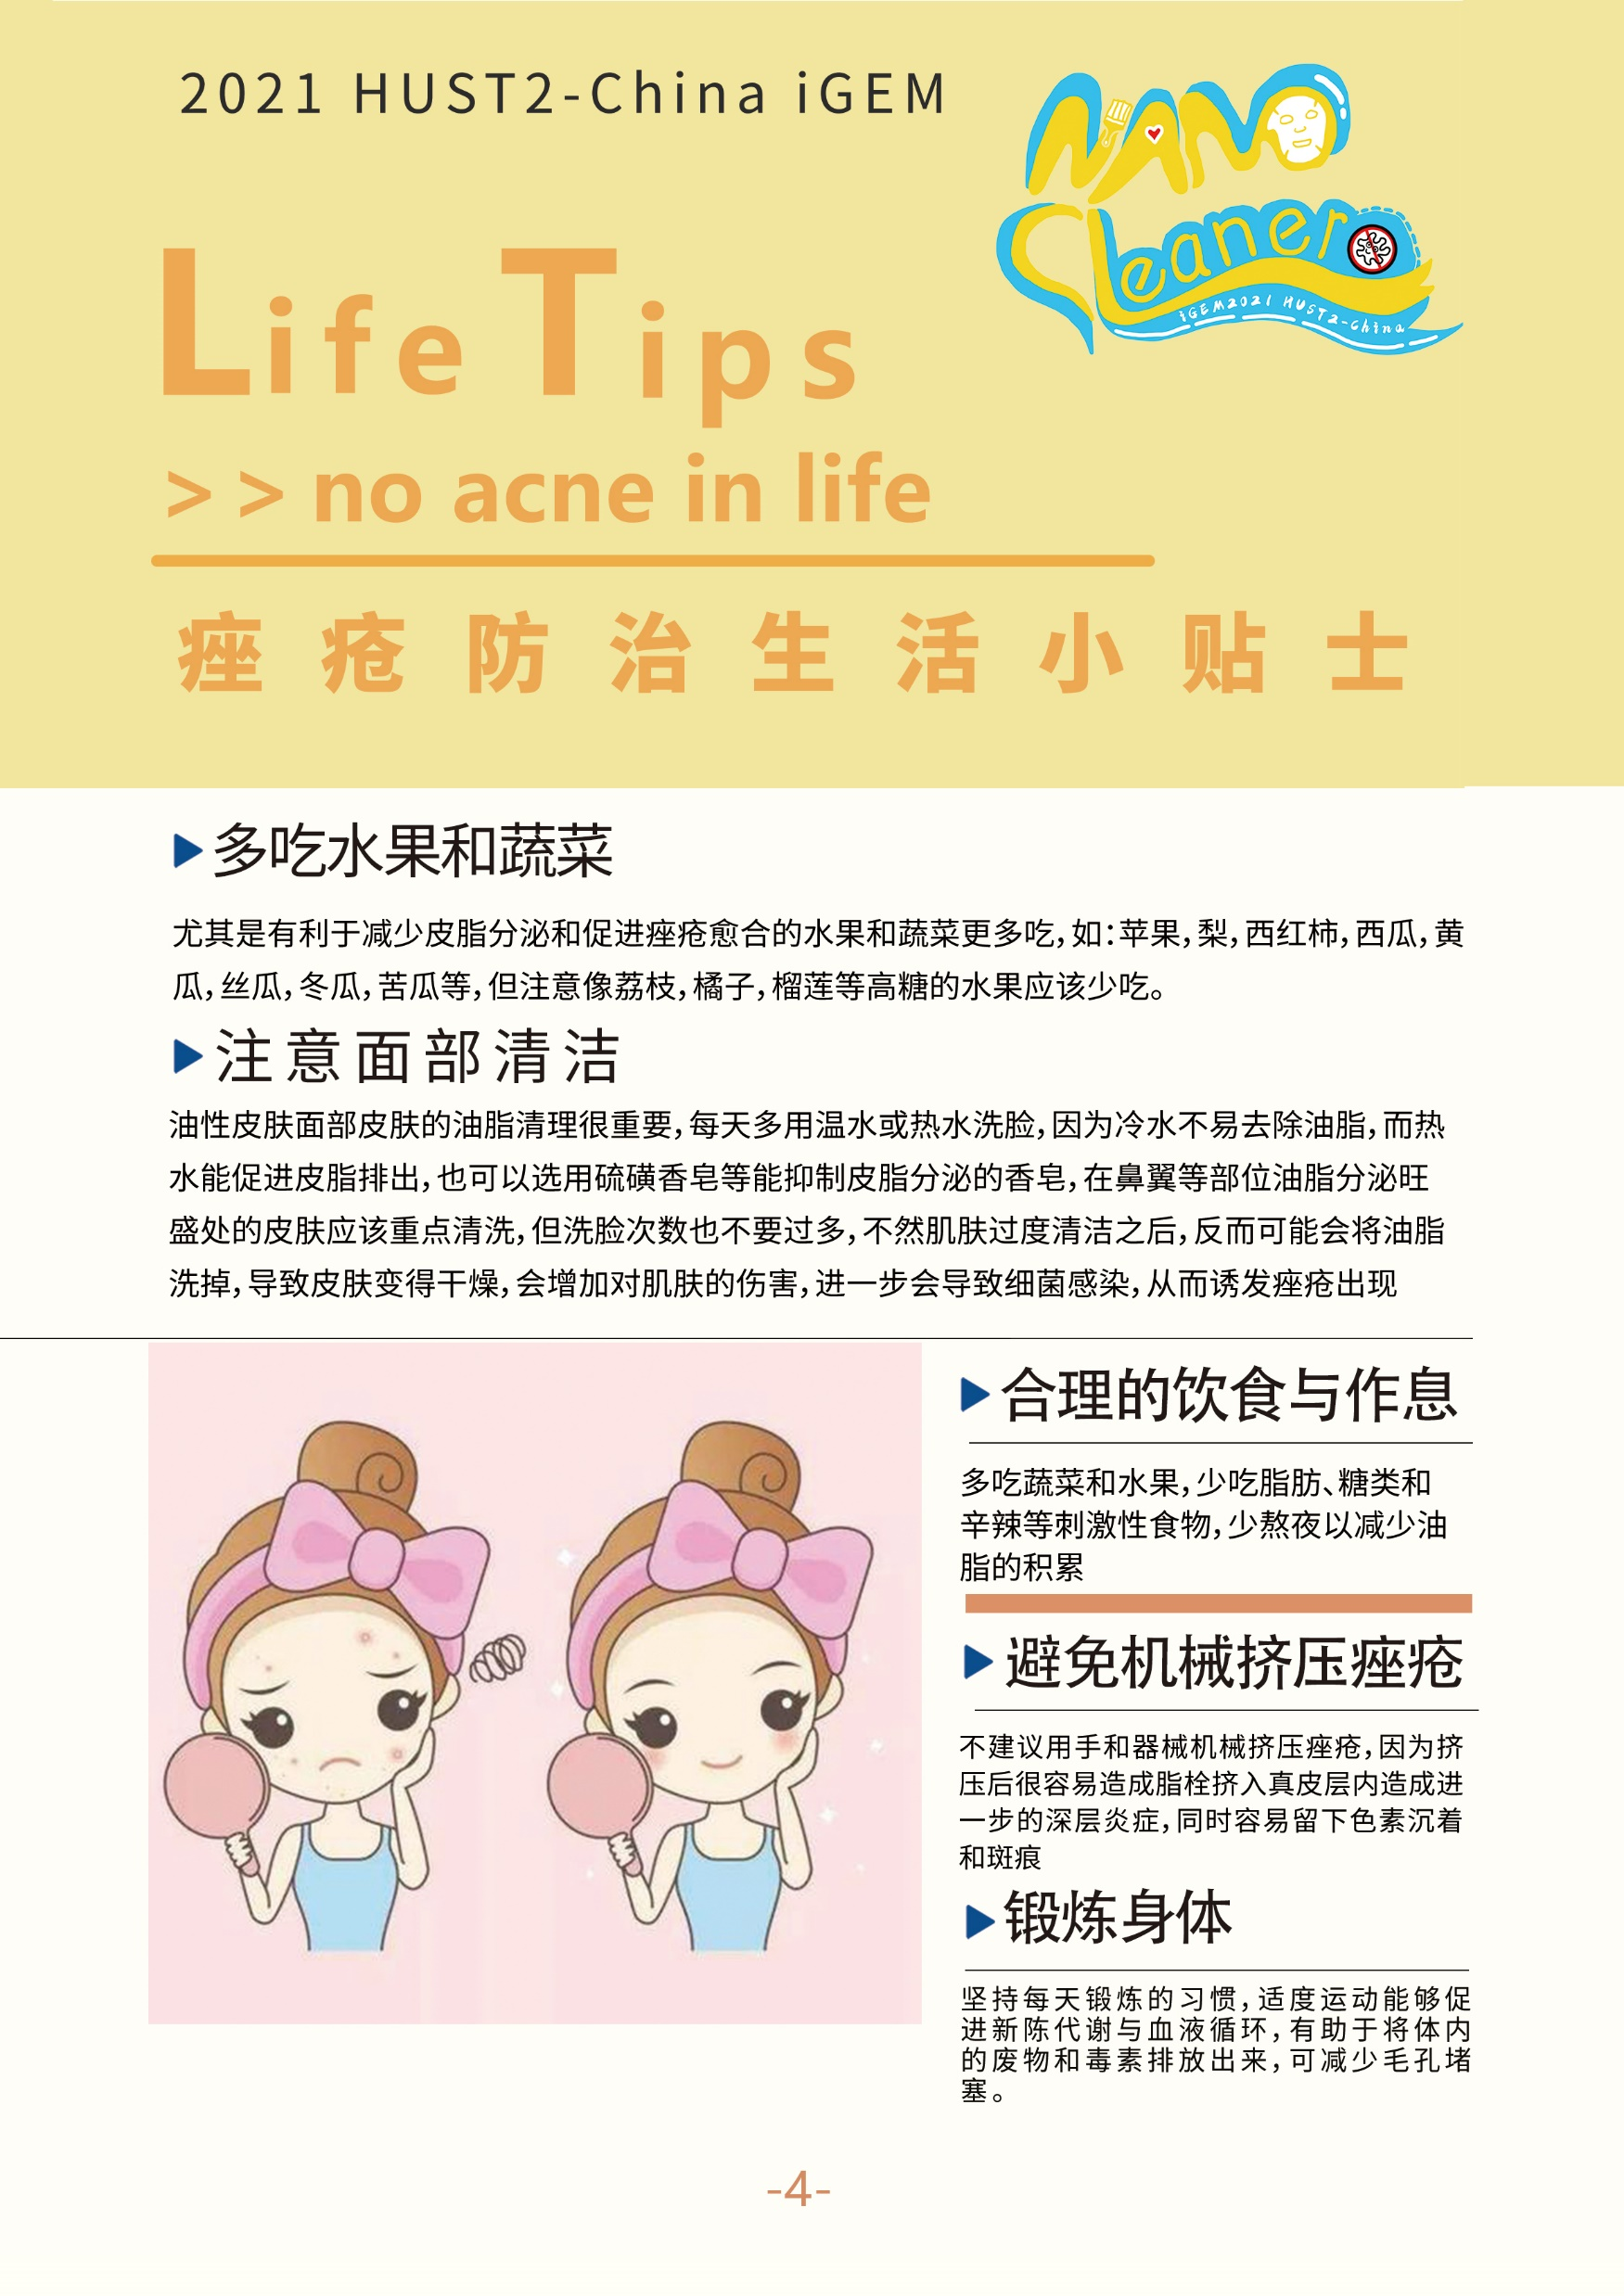 2021 HUST2-China iGEM
NANO
Cleaner
iGEM2021 HUST2-China
Life Tips
>> no acne in life
痤疮防治生活小贴士
多吃水果和蔬菜
尤其是有利于减少皮脂分泌和促进痤疮愈合的水果和蔬菜更多吃，如：苹果，梨，西红柿，西瓜，黄
瓜，丝瓜，冬瓜，苦瓜等，但注意像荔枝，橘子，榴莲等高糖的水果应该少吃。
注意面部清洁
油性皮肤面部皮肤的油脂清理很重要，每天多用温水或热水洗脸，因为冷水不易去除油脂，而热
水能促进皮脂排出，也可以选用硫磺香皂等能抑制皮脂分泌的香皂，在鼻翼等部位油脂分泌旺
盛处的皮肤应该重点清洗，但洗脸次数也不要过多，不然肌肤过度清洁之后，反而可能会将油脂
洗掉，导致皮肤变得干燥，会增加对肌肤的伤害，进一步会导致细菌感染，从而诱发痤疮出现
合理的饮食与作息
多吃蔬菜和水果，少吃脂肪、糖类和
辛辣等刺激性食物，少熬夜以减少油
脂的积累
避免机械挤压痤疮
不建议用手和器械机械挤压痤疮，因为挤
压后很容易造成脂栓挤入真皮层内造成进
一步的深层炎症，同时容易留下色素沉着
和斑痕
锻炼身体
坚持每天锻炼的习惯，适度运动能够促
进新陈代谢与血液循环，有助于将体内
的废物和毒素排放出来，可减少毛孔堵
塞。
-4-